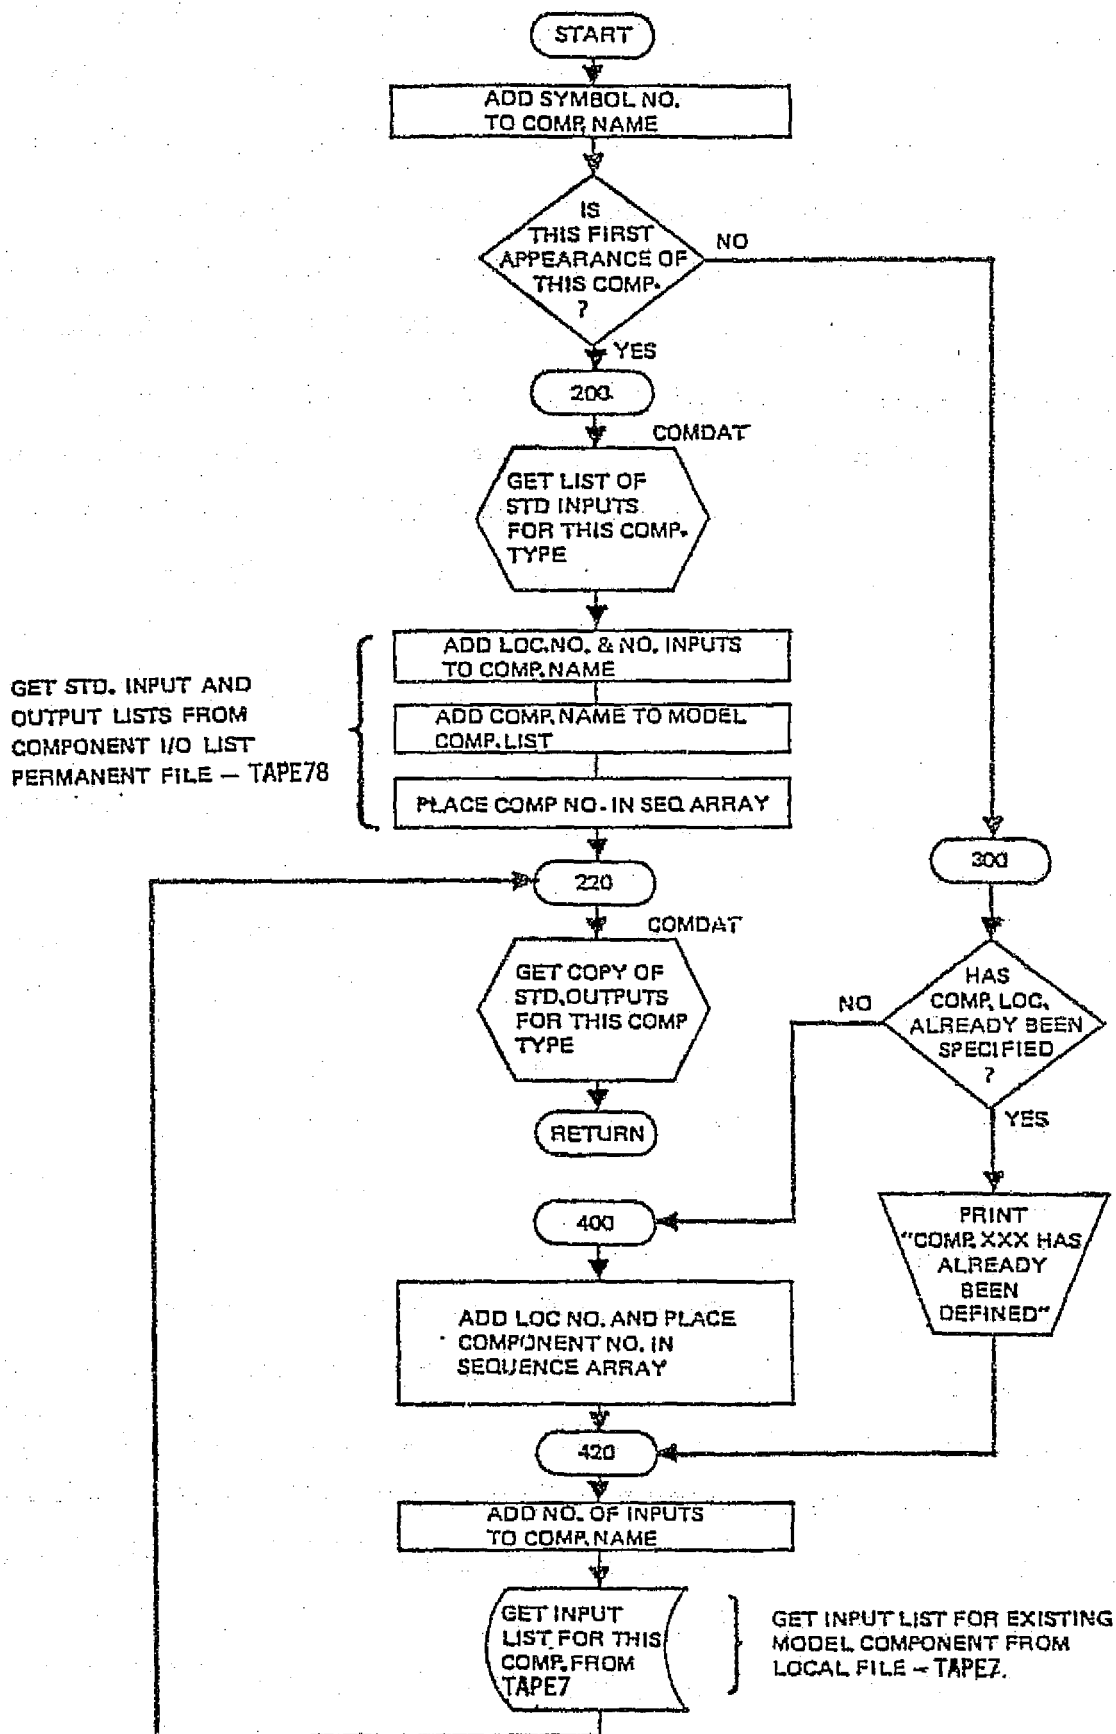 START
ADD SYMBOL NO.
TO COMP. NAME
IS
THIS FIRST
APPEARANCE OF
THIS COMP.
?
NO
YES
200
COMDAT
GET LIST OF
STD INPUTS
FOR THIS COMP.
TYPE
ADD LOC.NO. & NO. INPUTS
TO COMP.NAME
GET STD. INPUT AND
OUTPUT LISTS FROM
COMPONENT I/O LIST
PERMANENT FILE – TAPE78
ADD COMP. NAME TO MODEL
COMP. LIST
PLACE COMP NO. IN SEQ ARRAY
220
300
COMDAT
GET COPY OF
STD.OUTPUTS
FOR THIS COMP
TYPE
HAS
COMP. LOC.
ALREADY BEEN
SPECIFIED
?
NO
YES
RETURN
400
PRINT
"COMP. XXX HAS
ALREADY
BEEN
DEFINED"
ADD LOC NO. AND PLACE
COMPONENT NO. IN
SEQUENCE ARRAY
420
ADD NO. OF INPUTS
TO COMP. NAME
GET INPUT
LIST FOR THIS
COMP. FROM
TAPE7
GET INPUT LIST FOR EXISTING
MODEL COMPONENT FROM
LOCAL FILE – TAPE7.